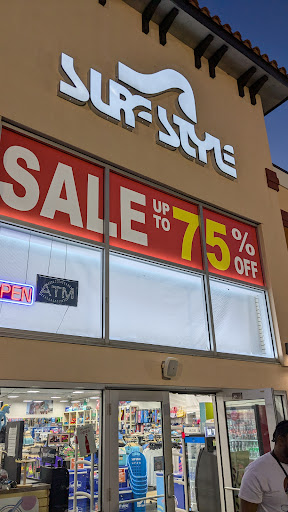 SURF STYLE
SALE UP TO 75% OFF
OPEN
ATM